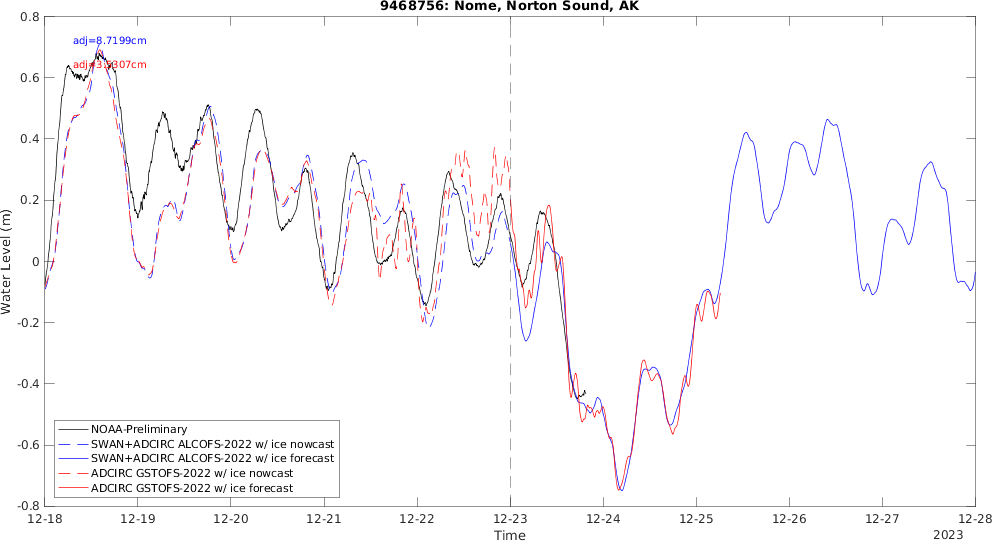 9468756: Nome, Norton Sound, AK
adj=8.7199cm
0.8
0.6
0.4
0.2
0
-0.2
-0.4
-0.6
-0.8
Water Level (m)
NOAA-Preliminary
SWAN+ADCIRC ALCOFS-2022 w/ ice nowcast
SWAN+ADCIRC ALCOFS-2022 w/ ice forecast
ADCIRC GSTOFS-2022 w/ ice nowcast
ADCIRC GSTOFS-2022 w/ ice forecast
12-18
12-19
12-20
12-21
12-22
12-23
12-24
12-25
12-26
12-27
12-28
Time
2023